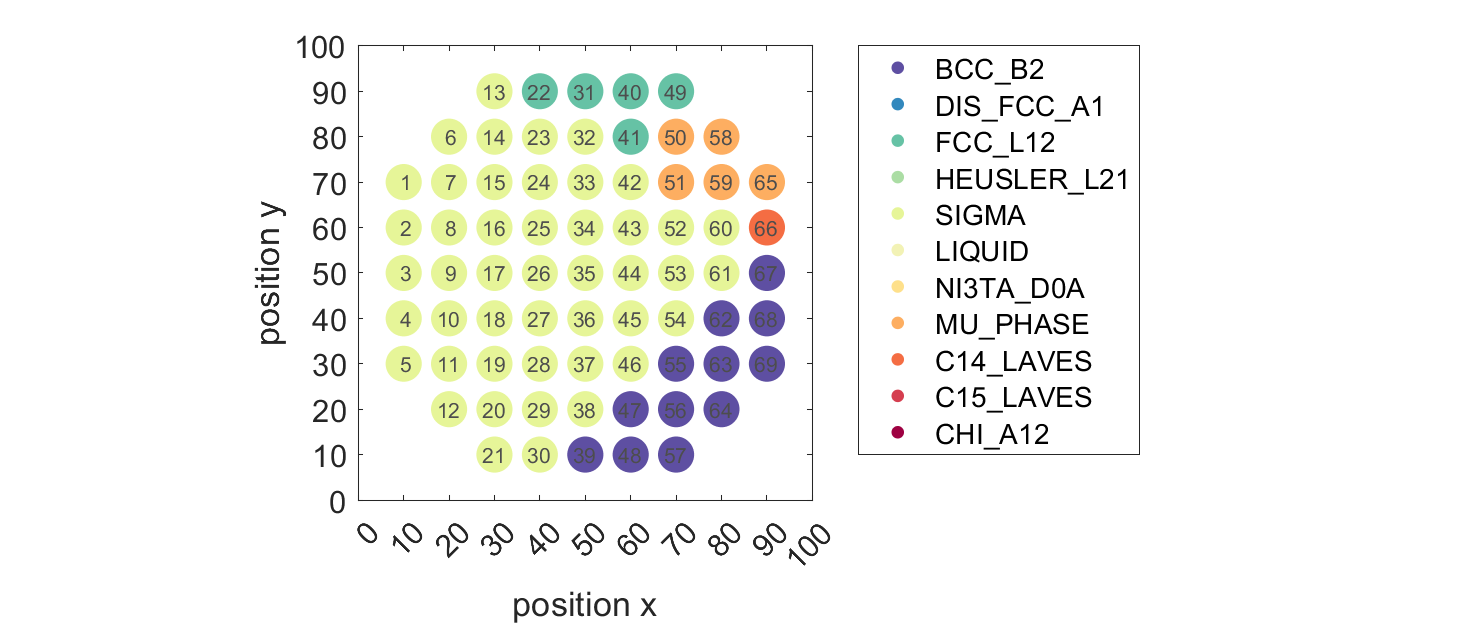 100
90
80
70
60
50
40
30
20
10
0
position y
13 22 31 40 49
6 14 23 32 41 50 58
1 7 15 24 33 42 51 59 65
2 8 16 25 34 43 52 60 66
3 9 17 26 35 44 53 61 67
4 10 18 27 36 45 54 62 68
5 11 19 28 37 46 55 63 69
12 20 29 38 47 56 64
21 30 39 48 57
0 10 20 30 40 50 60 70 80 90 100
position x
BCC_B2
DIS_FCC_A1
FCC_L12
HEUSLER_L21
SIGMA
LIQUID
NI3TA_D0A
MU_PHASE
C14_LAVES
C15_LAVES
CHI_A12